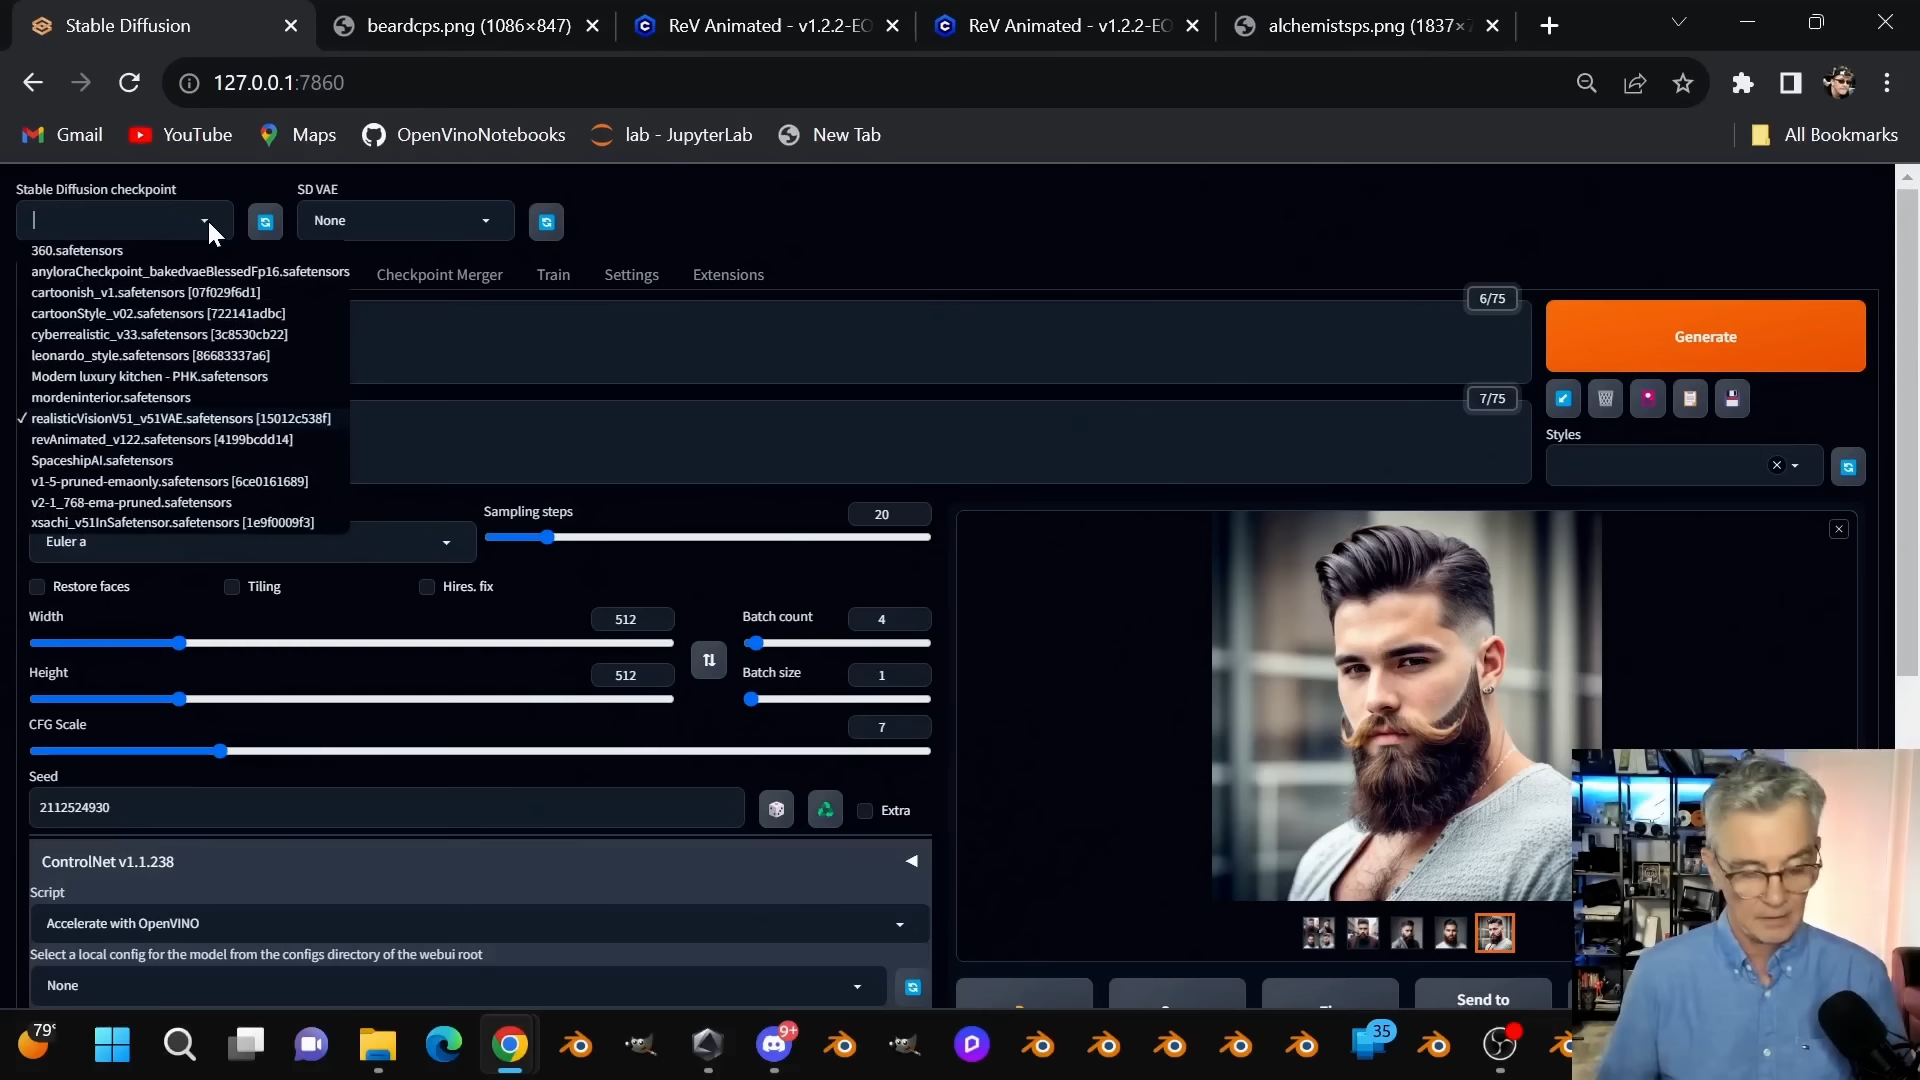 Stable Diffusion
beardcps.png (1086×847)
ReV Animated - v1.2.2-EO
ReV Animated - v1.2.2-EO
alchemistsps.png (1837×
127.0.0.1:7860
Gmail
YouTube
Maps
OpenVinoNotebooks
lab - JupyterLab
New Tab
All Bookmarks
Stable Diffusion checkpoint
SD VAE
None
360.safetensors
anyloraCheckpoint_bakedvaeBlessedFp16.safetensors
cartoonish_v1.safetensors [07f029f6d1]
cartoonStyle_v02.safetensors [722141adbc]
cyberrealistic_v33.safetensors [3c8530cb22]
leonardo_style.safetensors [86683337a6]
Modern luxury kitchen - PHK.safetensors
mordeninterior.safetensors
✓ realisticVisionV51_v51VAE.safetensors [15012c538f]
revAnimated_v122.safetensors [4199bcdd14]
SpaceshipAI.safetensors
v1-5-pruned-emaonly.safetensors [6ce0161689]
v2-1_768-ema-pruned.safetensors
xsachi_v51InSafetensor.safetensors [1e9f0009f3]
Checkpoint Merger
Train
Settings
Extensions
6/75
7/75
Generate
Styles
Euler a
Sampling steps
20
Restore faces
Tiling
Hires. fix
Width
512
Batch count
4
Height
512
Batch size
1
CFG Scale
7
Seed
2112524930
Extra
ControlNet v1.1.238
Script
Accelerate with OpenVINO
Select a local config for the model from the configs directory of the webui root
None
Send to
79°
9+
35